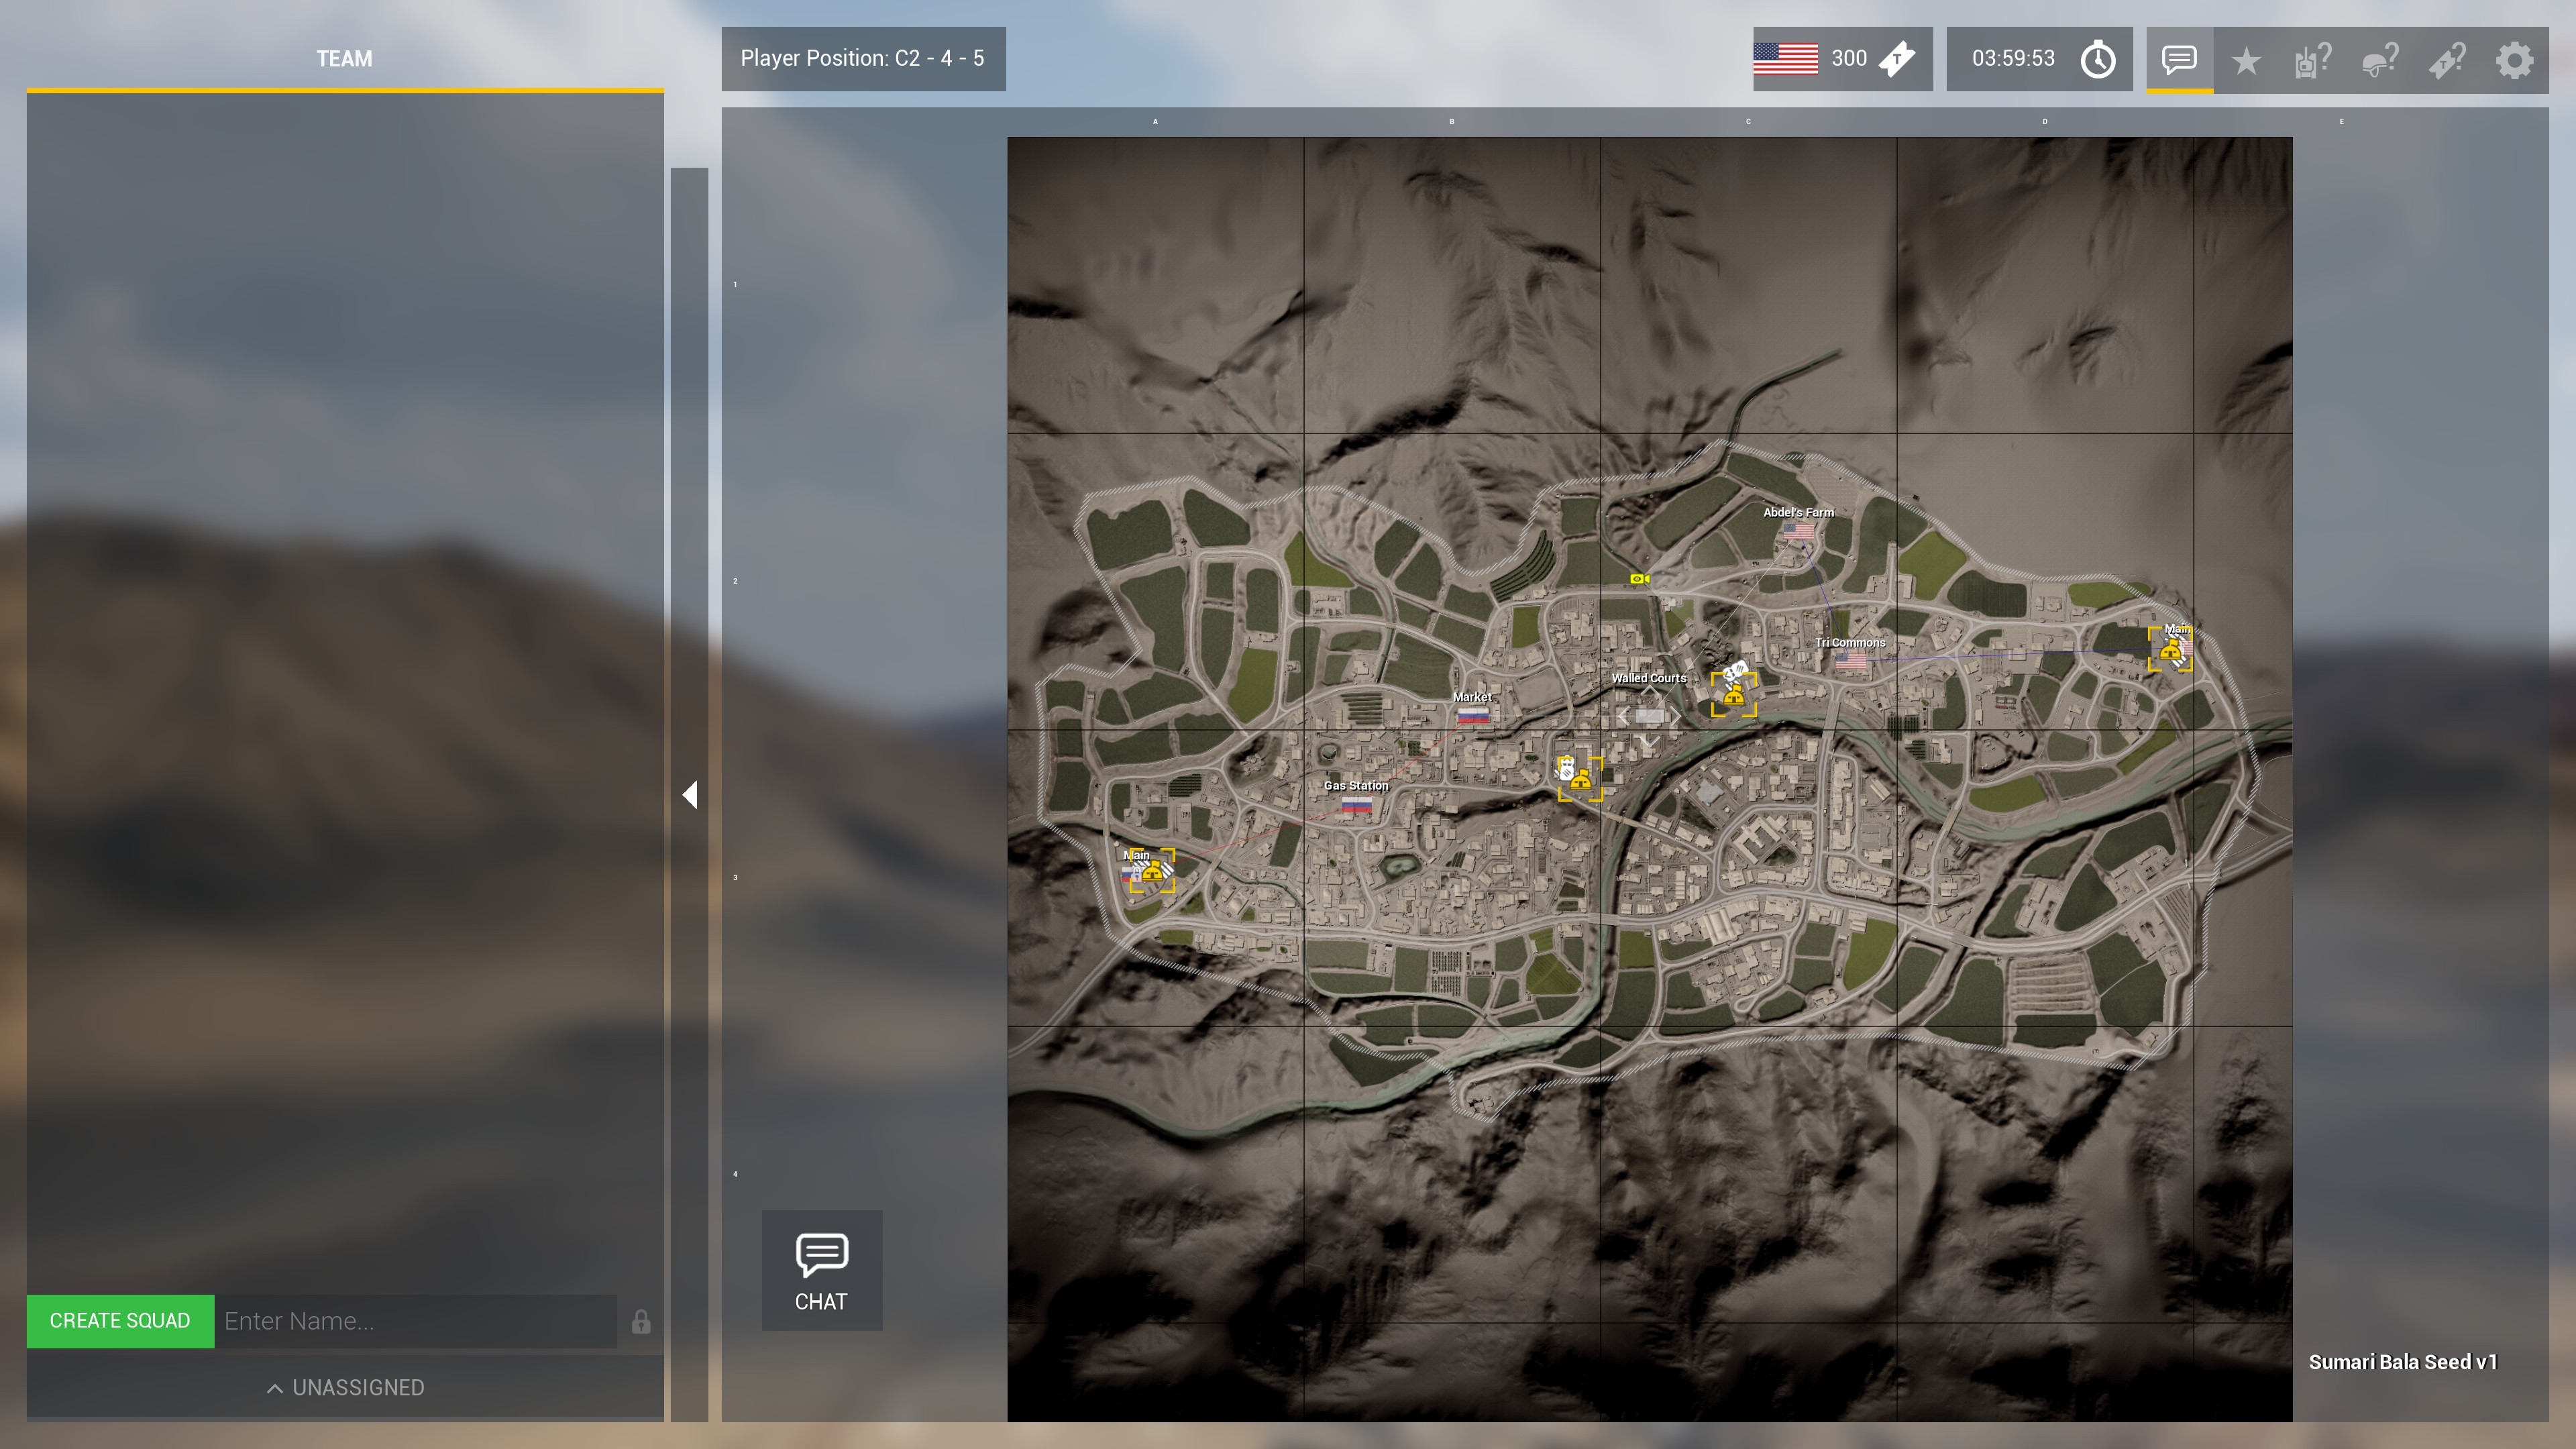 TEAM
Player Position: C2 - 4 - 5
300
03:59:53
A
B
C
D
E
1
2
3
4
Abdel's Farm
Main
Tri Commons
Walled Courts
Market
Gas Station
Main
CHAT
CREATE SQUAD
Enter Name...
UNASSIGNED
Sumari Bala Seed v1